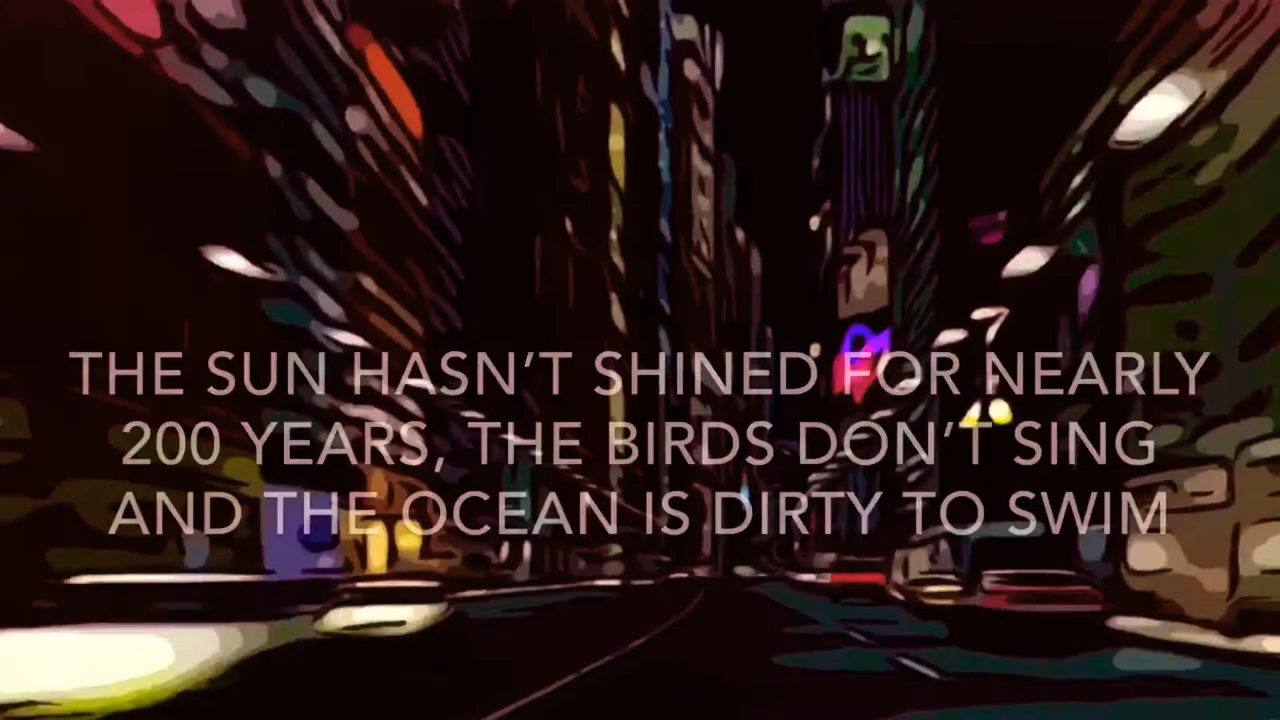 THE SUN HASN'T SHINED FOR NEARLY
200 YEARS, THE BIRDS DON'T SING
AND THE OCEAN IS DIRTY TO SWIM